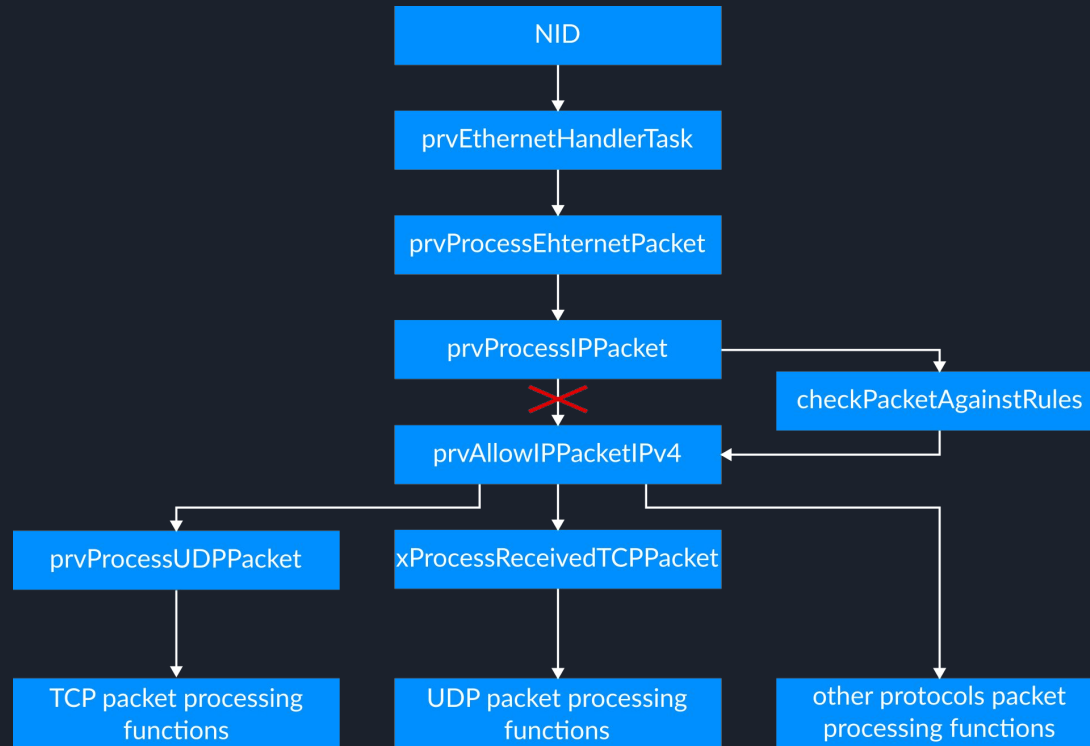 NID
prvEthernetHandlerTask
prvProcessEhternetPacket
prvProcessIPPacket
checkPacketAgainstRules
prvAllowIPPacketIPv4
prvProcessUDPPacket
xProcessReceivedTCPPacket
TCP packet processing
functions
UDP packet processing
functions
other protocols packet
processing functions